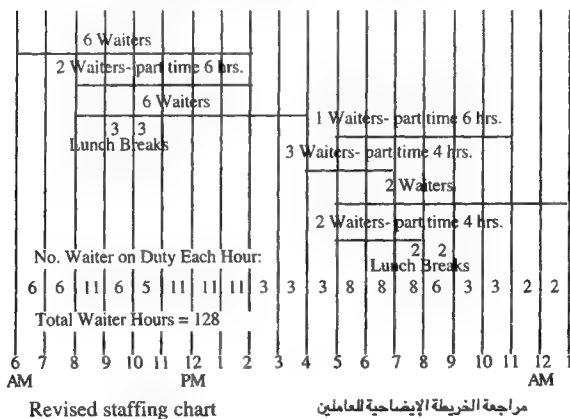 6 Waiters
2 Waiters- part time 6 hrs.
6 Waiters
3 3
Lunch Breaks
1 Waiters- part time 6 hrs.
3 Waiters- part time 4 hrs.
2 Waiters
2 Waiters- part time 4 hrs.
2 2
Lunch Breaks
No. Waiter on Duty Each Hour:
6 6 11 6 5 11 11 11 3 3 3 8 8 8 6 3 3 2 2
Total Waiter Hours = 128
6 7 8 9 10 11 12 1 2 3 4 5 6 7 8 9 10 11 12 1
AM PM AM
Revised staffing chart
مراجعة الخريطة الإيضاحية للعاملين